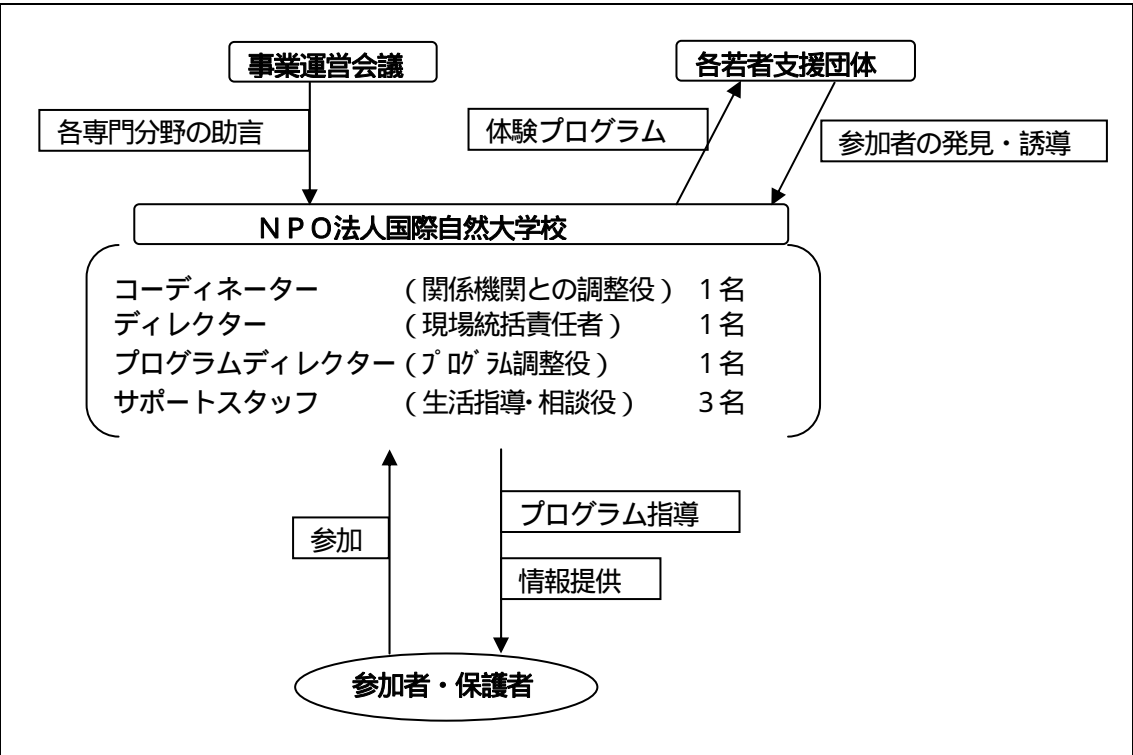 事業運営会議
各若者支援団体
各専門分野の助言
体験プログラム
参加者の発見・誘導
ＮＰＯ法人国際自然大学校
コーディネーター (関係機関との調整役) 1名
ディレクター (現場統括責任者) 1名
プログラムディレクター (ﾌﾟﾛｸﾞﾗﾑ調整役) 1名
サポートスタッフ (生活指導・相談役) 3名
プログラム指導
参加
情報提供
参加者・保護者